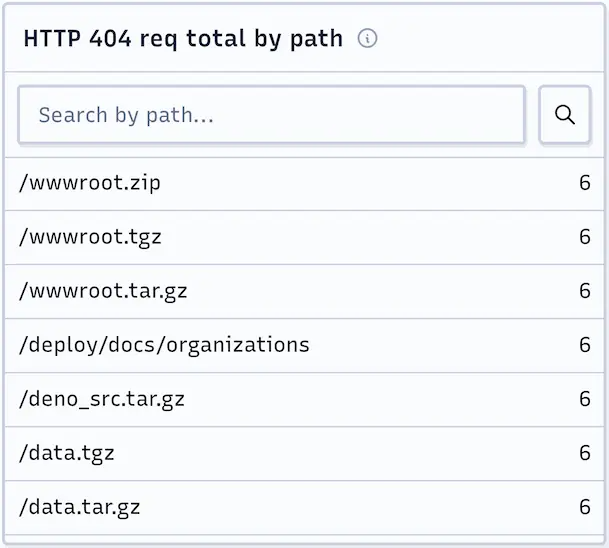 HTTP 404 req total by path
Search by path...
/wwwroot.zip 6
/wwwroot.tgz 6
/wwwroot.tar.gz 6
/deploy/docs/organizations 6
/deno_src.tar.gz 6
/data.tgz 6
/data.tar.gz 6